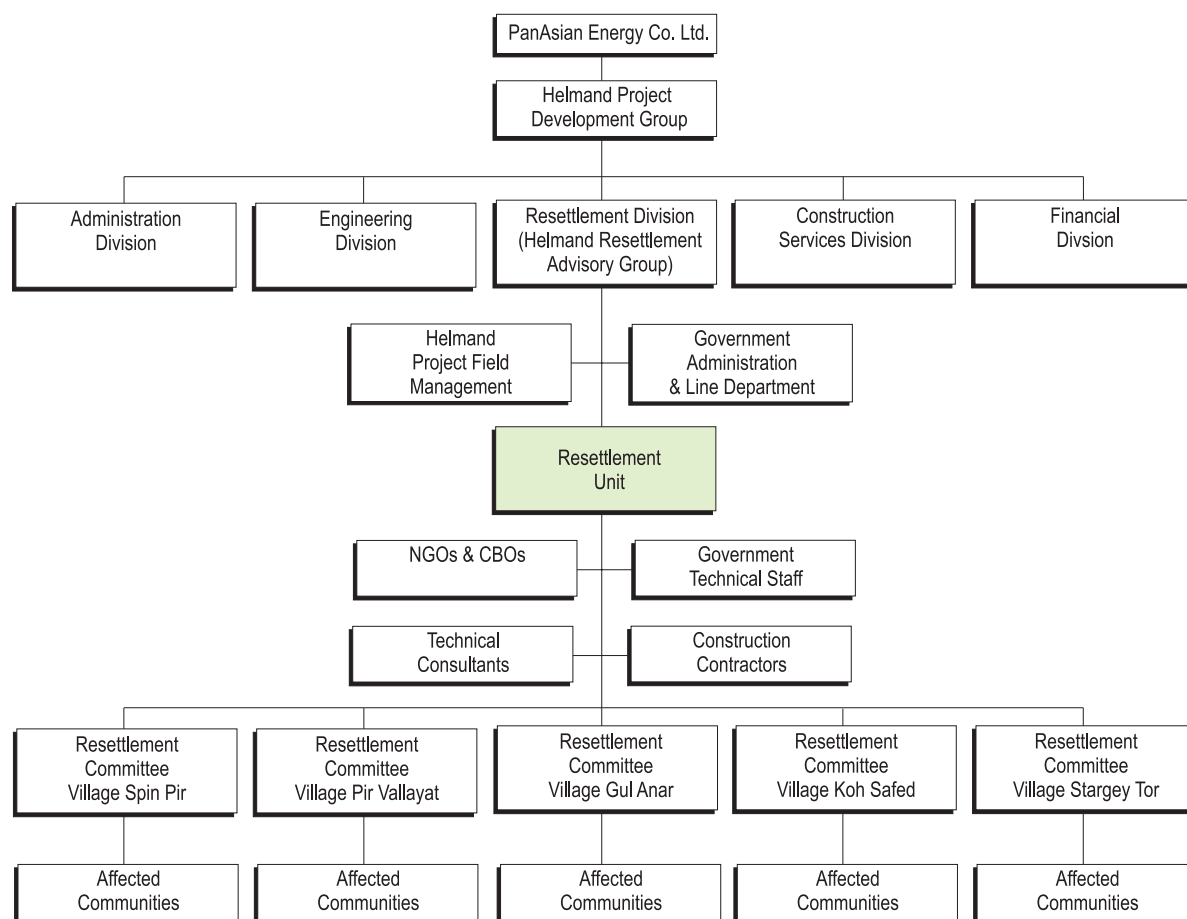 PanAsian Energy Co. Ltd.
Helmand Project
Development Group
Administration
Division
Engineering
Division
Resettlement Division
(Helmand Resettlement
Advisory Group)
Construction
Services Division
Financial
Divsion
Helmand
Project Field
Management
Government
Administration
& Line Department
Resettlement
Unit
NGOs & CBOs
Government
Technical Staff
Technical
Consultants
Construction
Contractors
Resettlement
Committee
Village Spin Pir
Resettlement
Committee
Village Pir Vallayat
Resettlement
Committee
Village Gul Anar
Resettlement
Committee
Village Koh Safed
Resettlement
Committee
Village Stargey Tor
Affected
Communities
Affected
Communities
Affected
Communities
Affected
Communities
Affected
Communities